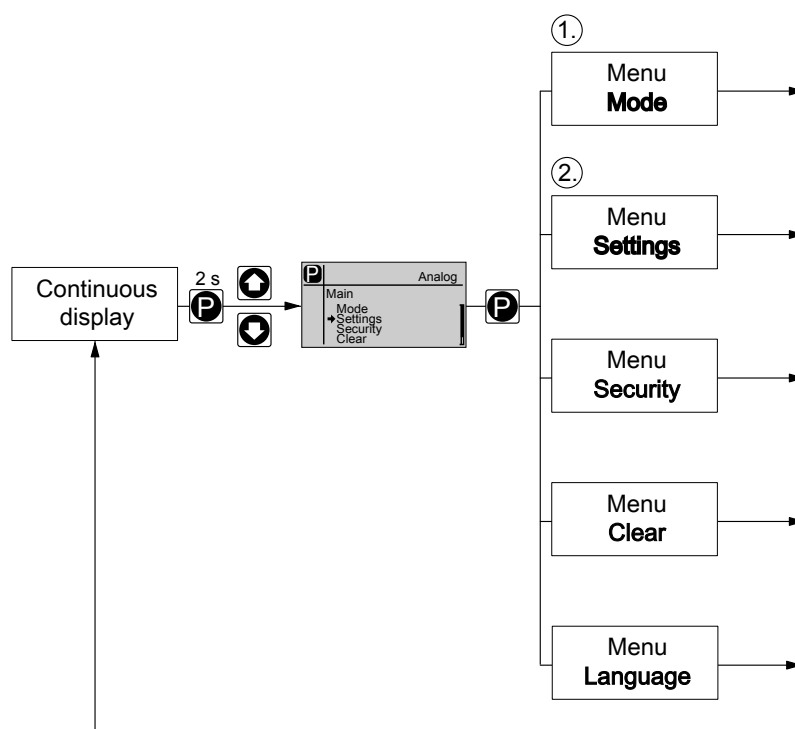 1.
Menu
Mode
2.
Menu
Settings
Continuous
display
2 s
P
P
Analog
Main
Mode
Settings
Security
Clear
P
Menu
Security
Menu
Clear
Menu
Language